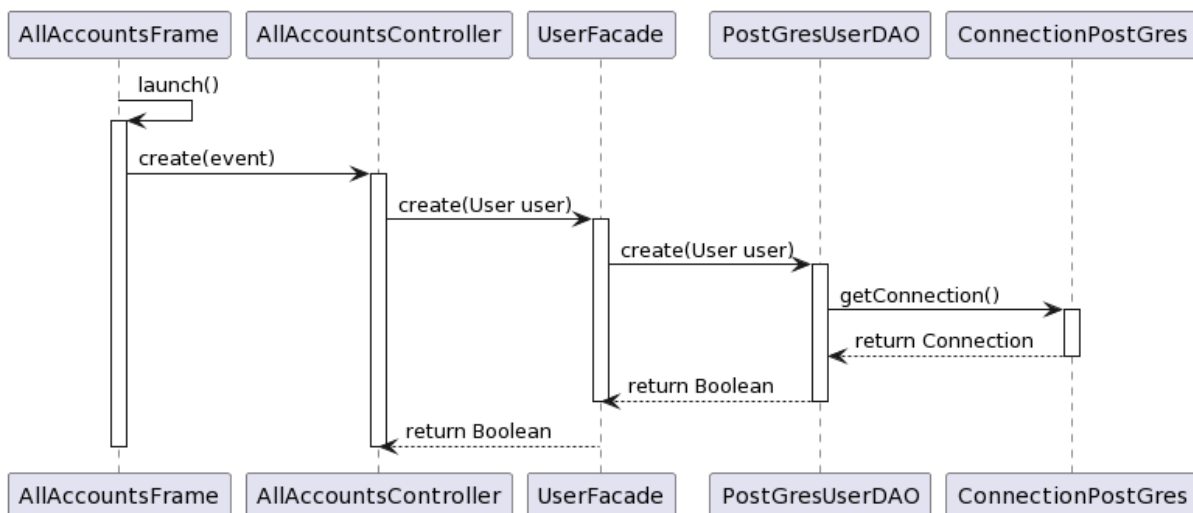 AllAccountsFrame
AllAccountsController
UserFacade
PostGresUserDAO
ConnectionPostGres
launch()
create(event)
create(User user)
create(User user)
getConnection()
return Connection
return Boolean
return Boolean
AllAccountsFrame
AllAccountsController
UserFacade
PostGresUserDAO
ConnectionPostGres